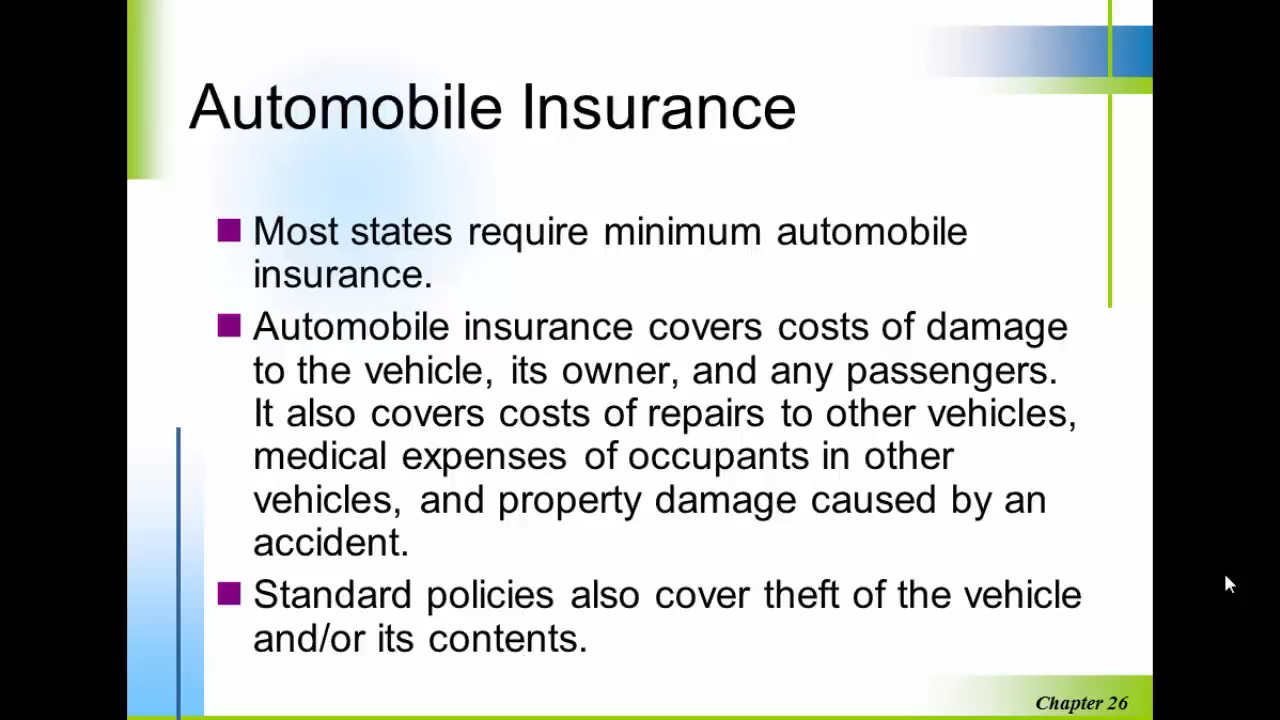 Automobile Insurance
Most states require minimum automobile
insurance.
Automobile insurance covers costs of damage
to the vehicle, its owner, and any passengers.
It also covers costs of repairs to other vehicles,
medical expenses of occupants in other
vehicles, and property damage caused by an
accident.
Standard policies also cover theft of the vehicle
and/or its contents.
Chapter 26